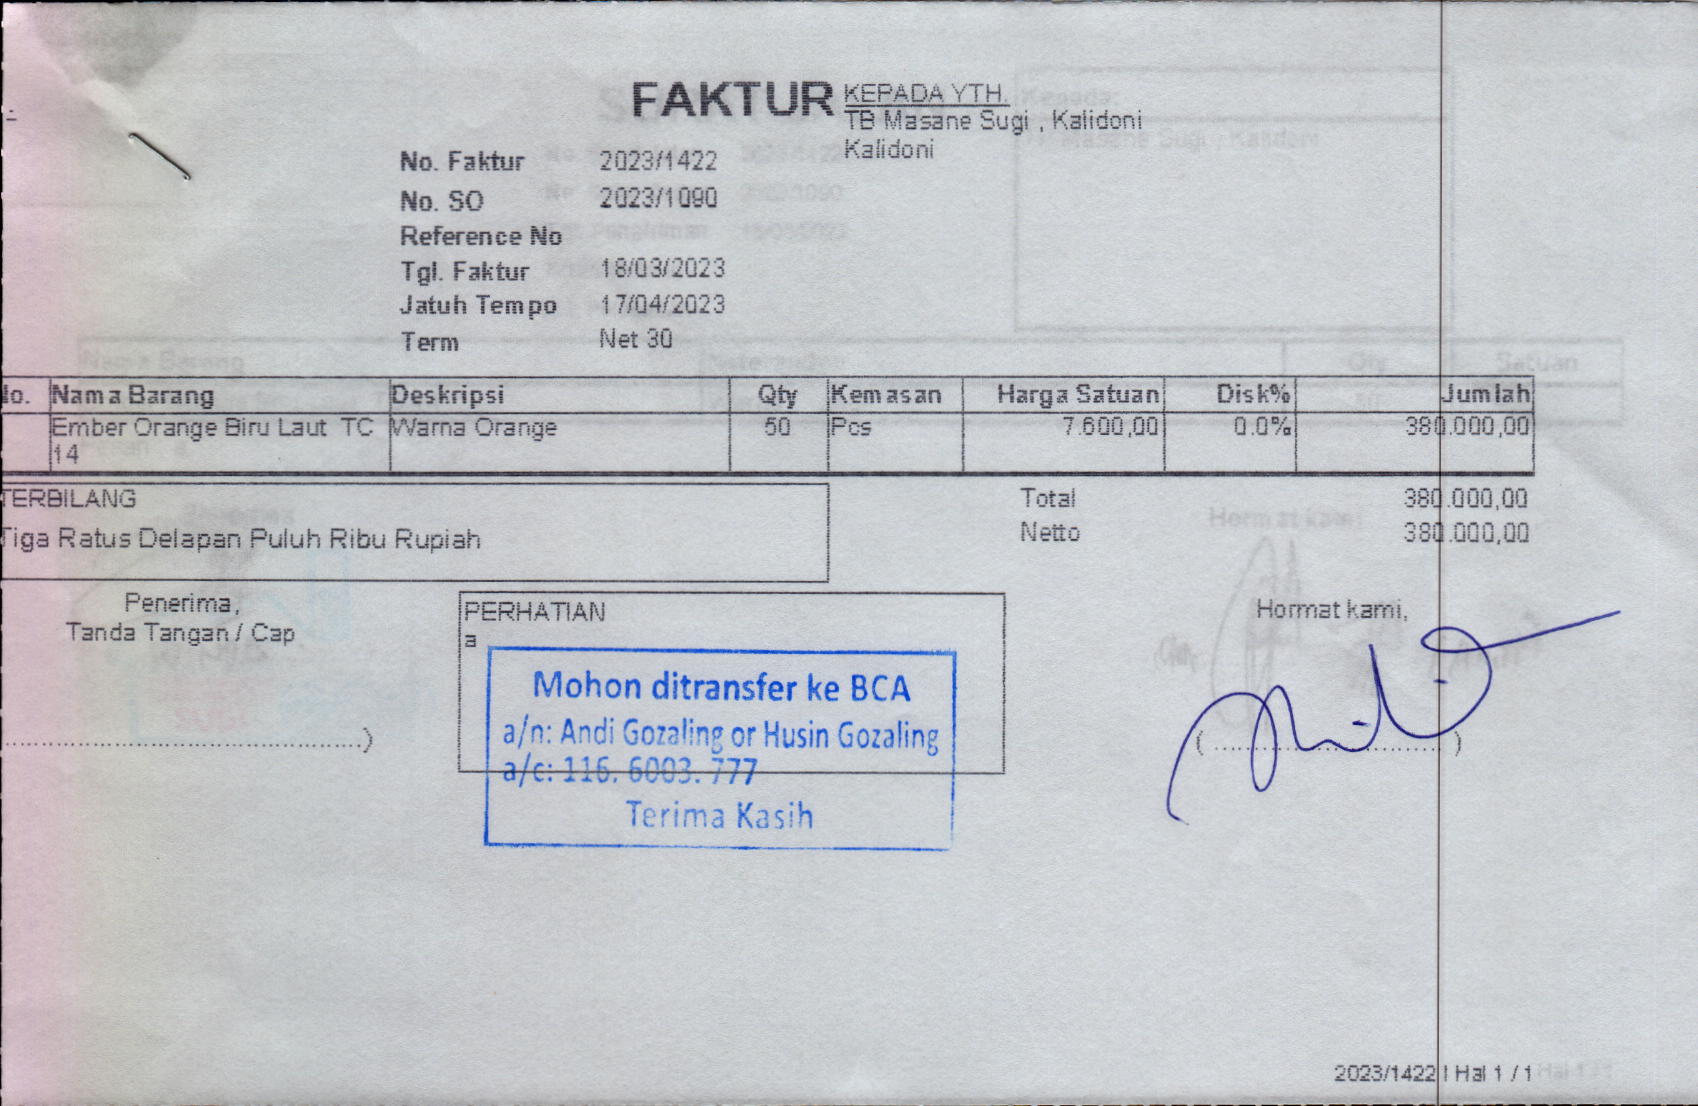 FAKTUR
KEPADA YTH.
TB Masane Sugi , Kalidoni
Kalidoni
No. Faktur 2023/1422
No. SO 2023/1090
Reference No
Tgl. Faktur 18/03/2023
Jatuh Tempo 17/04/2023
Term Net 30
No. Nama Barang Deskripsi Qty Kemasan Harga Satuan Disk% Jumlah
Ember Orange Biru Laut TC Warna Orange 50 Pcs 7.600,00 0.0% 380.000,00
14
TERBILANG
Tiga Ratus Delapan Puluh Ribu Rupiah
Total 380.000,00
Netto 380.000,00
Penerima,
Tanda Tangan / Cap
PERHATIAN
a
Mohon ditransfer ke BCA
a/n: Andi Gozaling or Husin Gozaling
a/c: 116. 6003. 777
Terima Kasih
Hormat kami,
2023/1422 | Hal 1 / 1